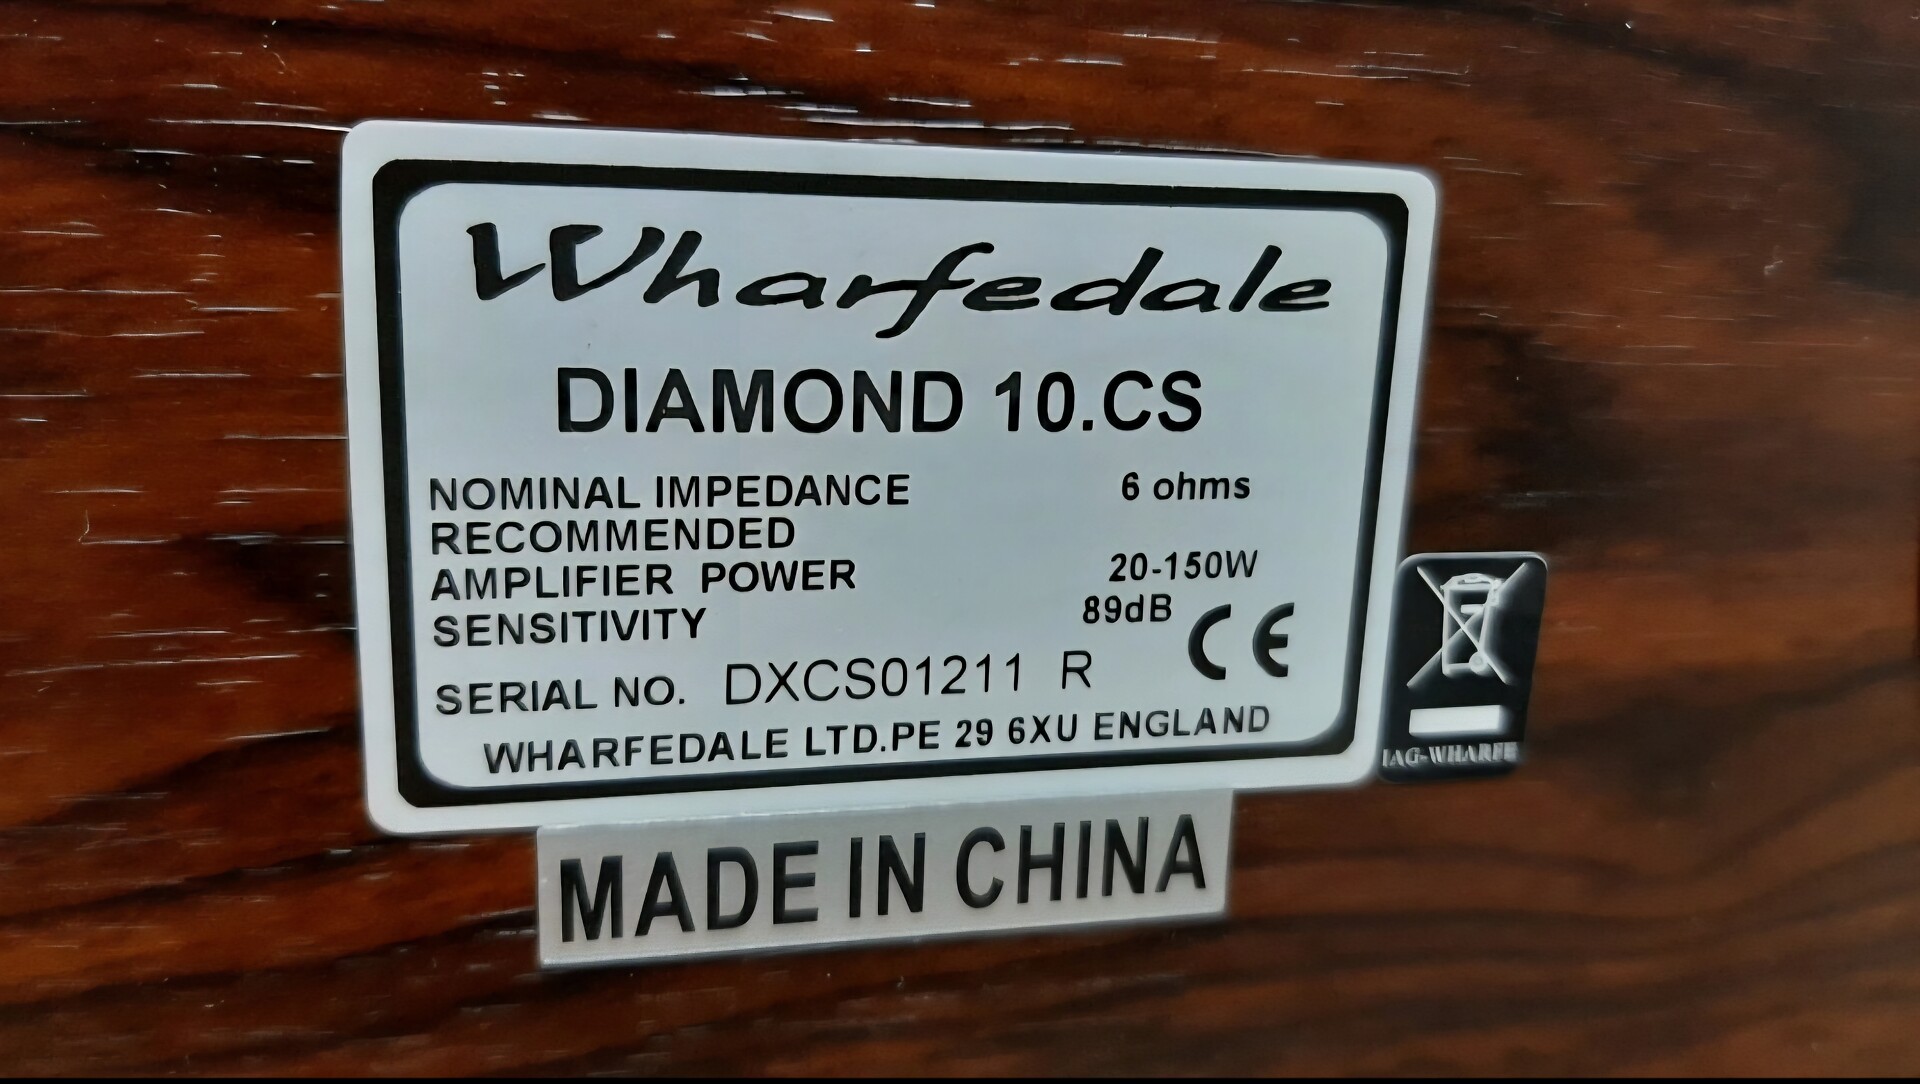 Wharfedale
DIAMOND 10.CS
NOMINAL IMPEDANCE 6 ohms
RECOMMENDED
AMPLIFIER POWER 20-150W
SENSITIVITY 89dB
CE
SERIAL NO. DXCS01211 R
WHARFEDALE LTD.PE 29 6XU ENGLAND
IAG-WHARFE
MADE IN CHINA